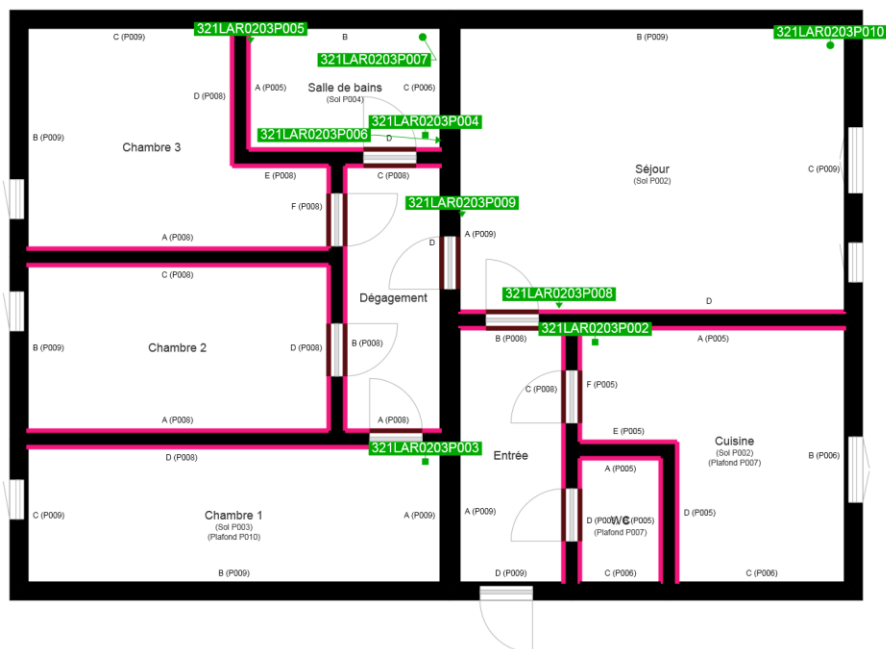 C (P009)
321LAR0203P005
B
321LAR0203P007
B (P009)
321LAR0203P010
D (P008)
A (P005)
Salle de bains
(Sol P004)
C (P006)
321LAR0203P004
321LAR0203P006
D
B (P009)
Chambre 3
E (P008)
C (P008)
Séjour
(Sol P002)
C (P009)
F (P008)
321LAR0203P009
A (P009)
D
A (P008)
C (P008)
Dégagement
321LAR0203P008
D
321LAR0203P002
B (P009)
Chambre 2
D (P008)
B (P008)
B (P008)
A (P005)
C (P008)
F (P005)
A (P008)
A (P008)
321LAR0203P003
E (P005)
Cuisine
(Sol P002)
(Plafond P007)
B (P006)
D (P008)
Entrée
A (P005)
C (P009)
Chambre 1
(Sol P003)
(Plafond P010)
A (P009)
A (P009)
WC
(Plafond P007)
D (P005)
B (P009)
D (P009)
C (P006)
C (P006)